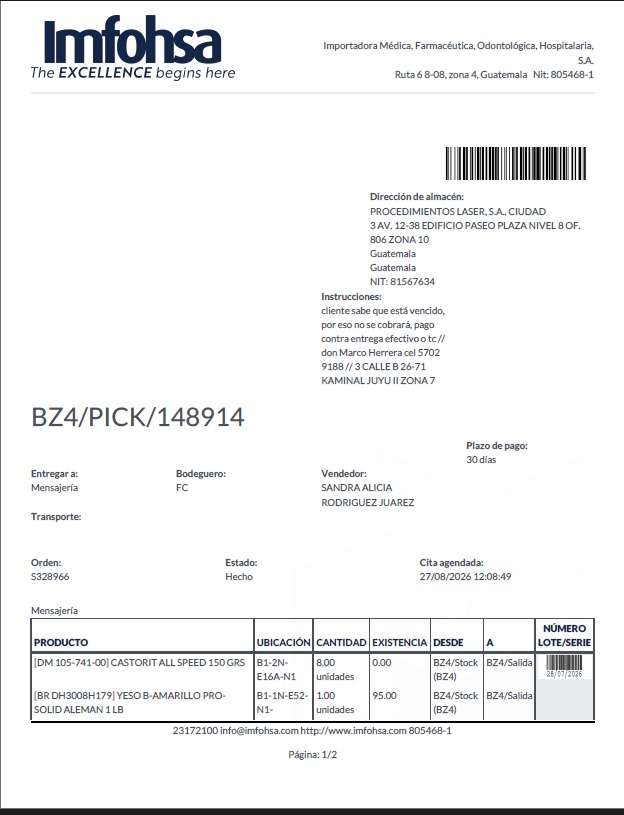 Imfohsa
The EXCELLENCE begins here
Importadora Médica, Farmacéutica, Odontológica, Hospitalaria,
S.A.
Ruta 6 8-08, zona 4, Guatemala Nit: 805468-1
Dirección de almacén:
PROCEDIMIENTOS LASER, S.A., CIUDAD
3 AV. 12-38 EDIFICIO PASEO PLAZA NIVEL 8 OF.
806 ZONA 10
Guatemala
Guatemala
NIT: 81567634
Instrucciones:
cliente sabe que está vencido,
por eso no se cobrará, pago
contra entrega efectivo o tc //
don Marco Herrera cel 5702
9188 // 3 CALLE B 26-71
KAMINAL JUYU II ZONA 7
BZ4/PICK/148914
Plazo de pago:
30 días
Entregar a: Bodeguero: Vendedor:
Mensajería FC SANDRA ALICIA
RODRIGUEZ JUAREZ
Transporte:
Orden: Estado: Cita agendada:
S328966 Hecho 27/08/2026 12:08:49
Mensajería
PRODUCTO UBICACIÓN CANTIDAD EXISTENCIA DESDE A NÚMERO
LOTE/SERIE
[DM 105-741-00] CASTORIT ALL SPEED 150 GRS B1-2N- 8.00 0.00 BZ4/Stock BZ4/Salida
E16A-N1 unidades (BZ4) 28/07/2026
[BR DH3008H179] YESO B-AMARILLO PRO- B1-1N-E52- 1.00 95.00 BZ4/Stock BZ4/Salida
SOLID ALEMAN 1 LB N1- unidades (BZ4)
23172100 info@imfohsa.com http://www.imfohsa.com 805468-1
Página: 1/2